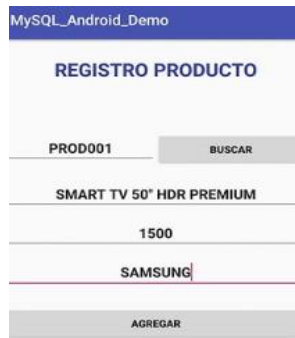 MySQL_Android_Demo
REGISTRO PRODUCTO
PROD001 BUSCAR
SMART TV 50" HDR PREMIUM
1500
SAMSUNG
AGREGAR